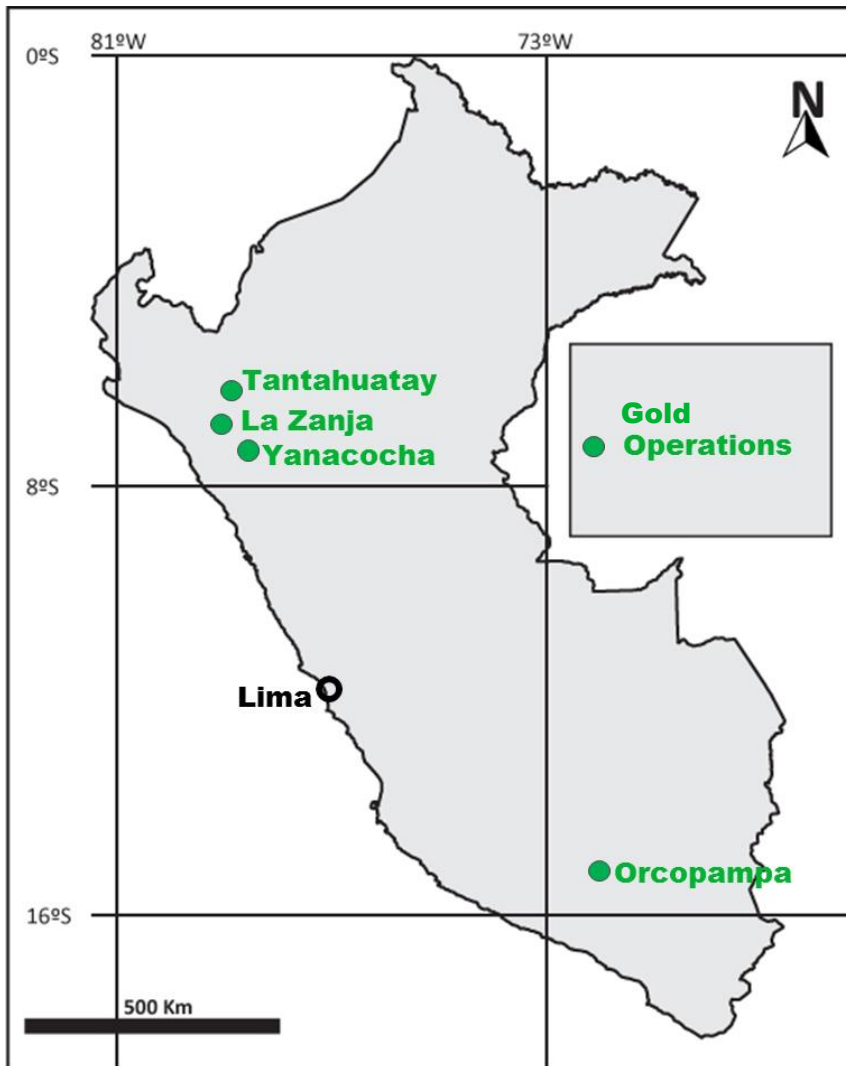 81ºW
73ºW
0ºS
N
Tantahuatay
La Zanja
Yanacocha
Gold
Operations
8ºS
Lima
Orcopampa
16ºS
500 Km